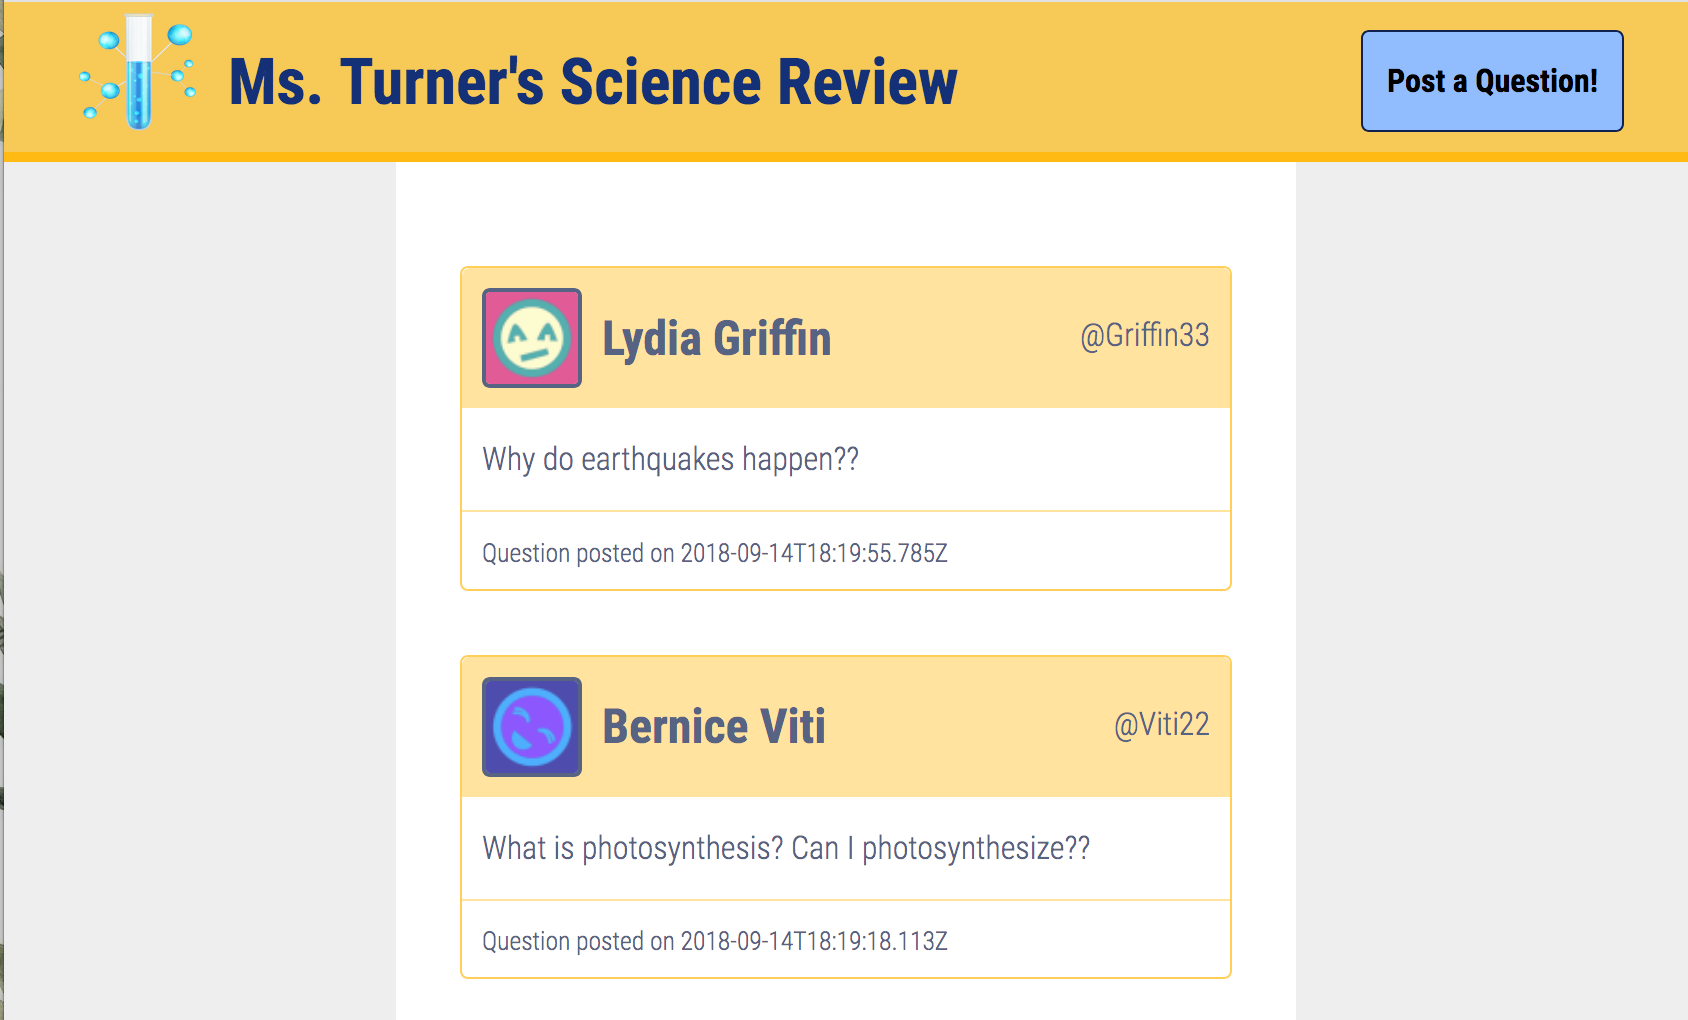 Ms. Turner's Science Review
Post a Question!
Lydia Griffin
@Griffin33
Why do earthquakes happen??
Question posted on 2018-09-14T18:19:55.785Z
Bernice Viti
@Viti22
What is photosynthesis? Can I photosynthesize??
Question posted on 2018-09-14T18:19:18.113Z